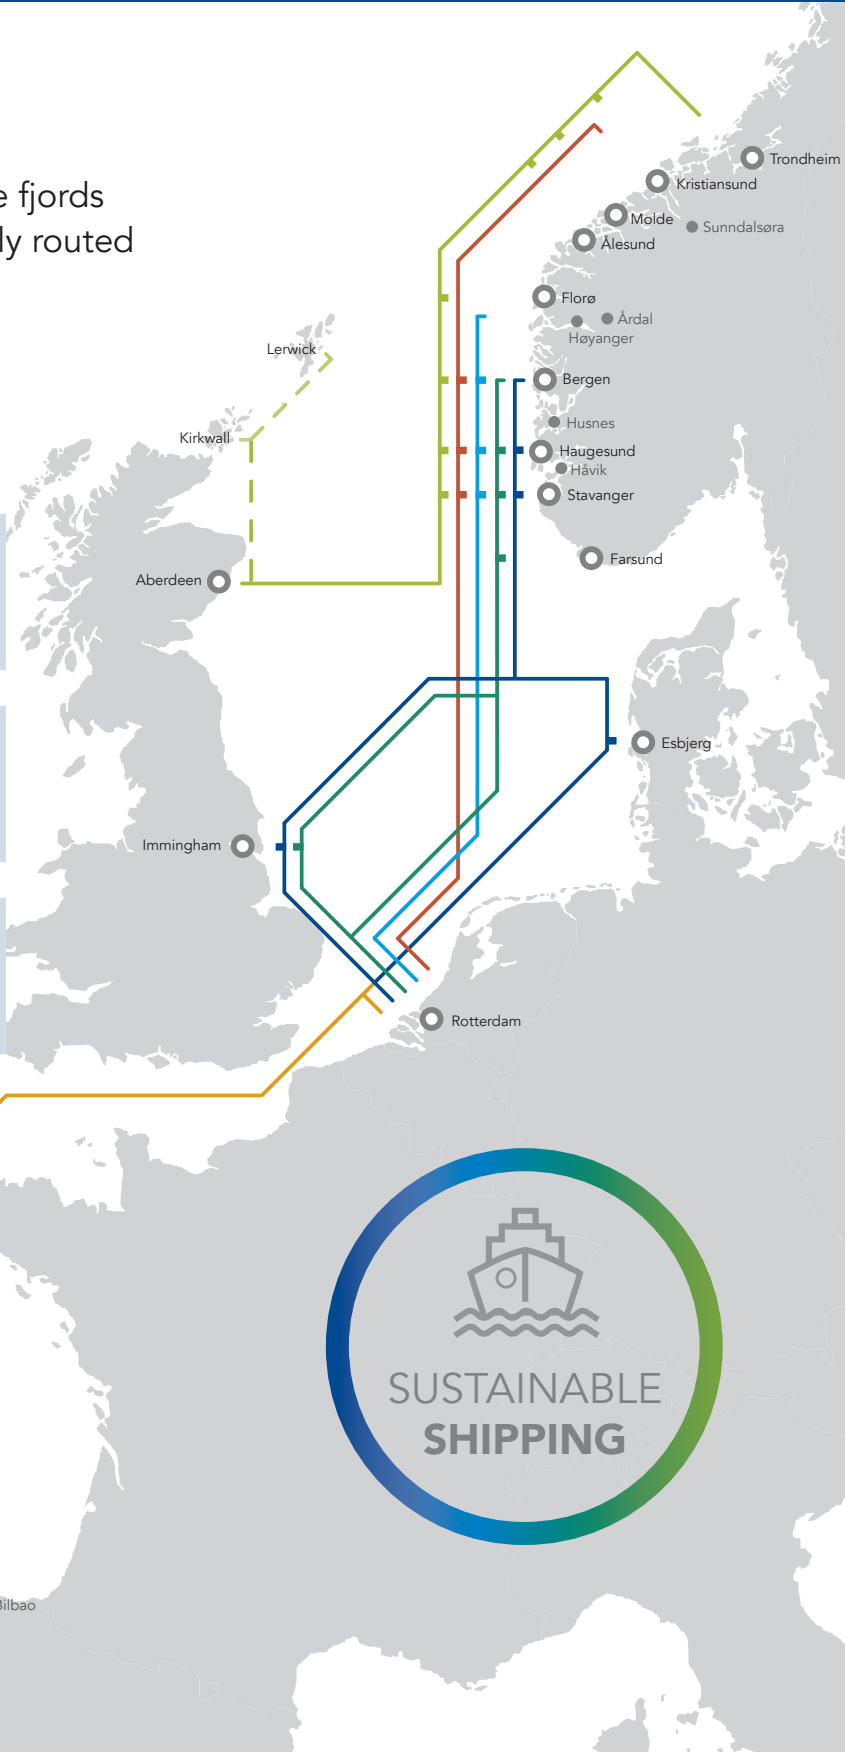 e fjords
ly routed
Trondheim
Kristiansund
Molde
Sunndalsøra
Ålesund
Florø
Årdal
Høyanger
Lerwick
Bergen
Husnes
Kirkwall
Haugesund
Håvik
Stavanger
Farsund
Aberdeen
Esbjerg
Immingham
Rotterdam
SUSTAINABLE
SHIPPING
Bilbao